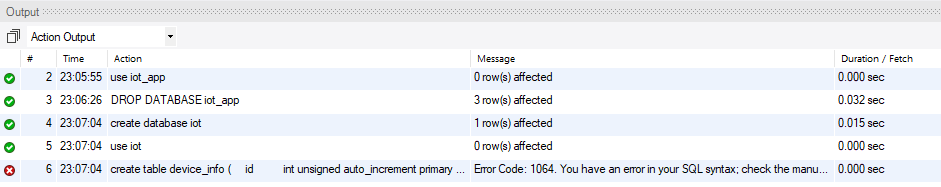 Output
Action Output
# Time Action Message Duration / Fetch
2 23:05:55 use iot_app 0 row(s) affected 0.000 sec
3 23:06:26 DROP DATABASE iot_app 3 row(s) affected 0.032 sec
4 23:07:04 create database iot 1 row(s) affected 0.015 sec
5 23:07:04 use iot 0 row(s) affected 0.000 sec
6 23:07:04 create table device_info ( id int unsigned auto_increment primary ... Error Code: 1064. You have an error in your SQL syntax; check the manu... 0.000 sec